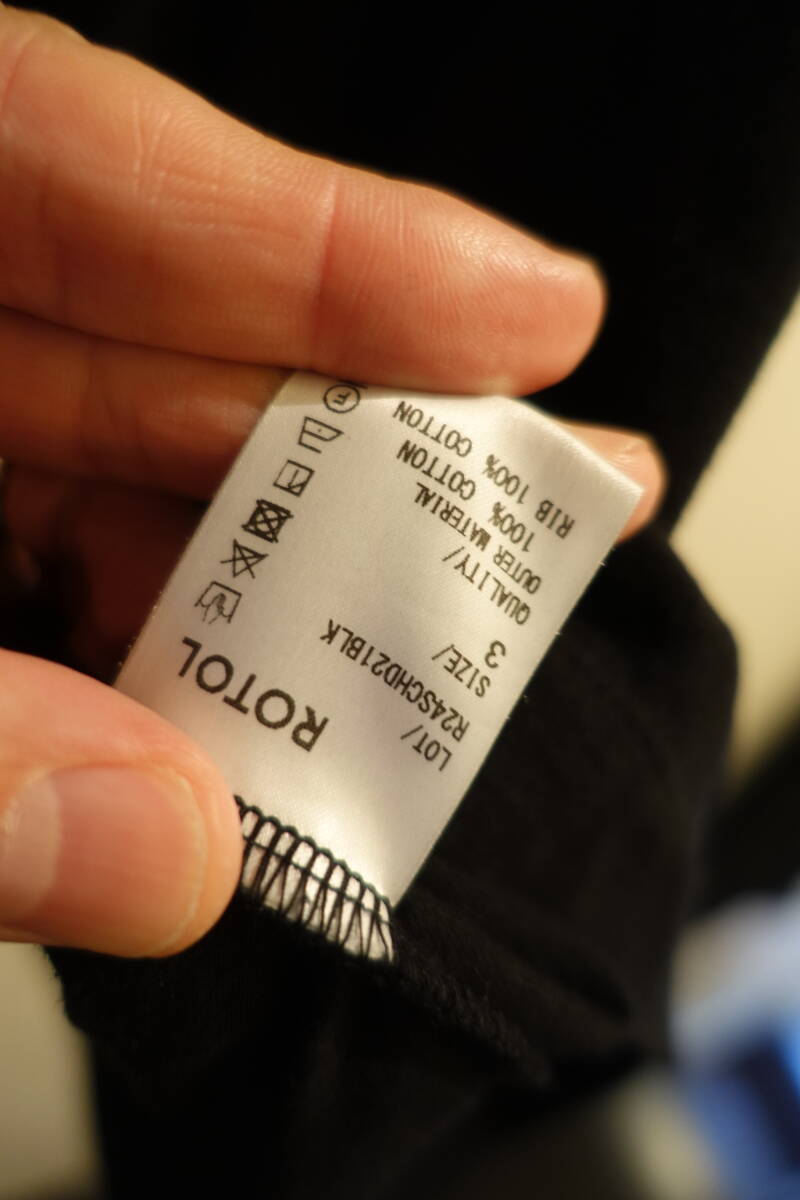 ROTOL
LOT/
R24SCHD21BLK
SIZE/
3
QUALITY/
OUTER MATERIAL
100% COTTON
RIB 100% COTTON
F